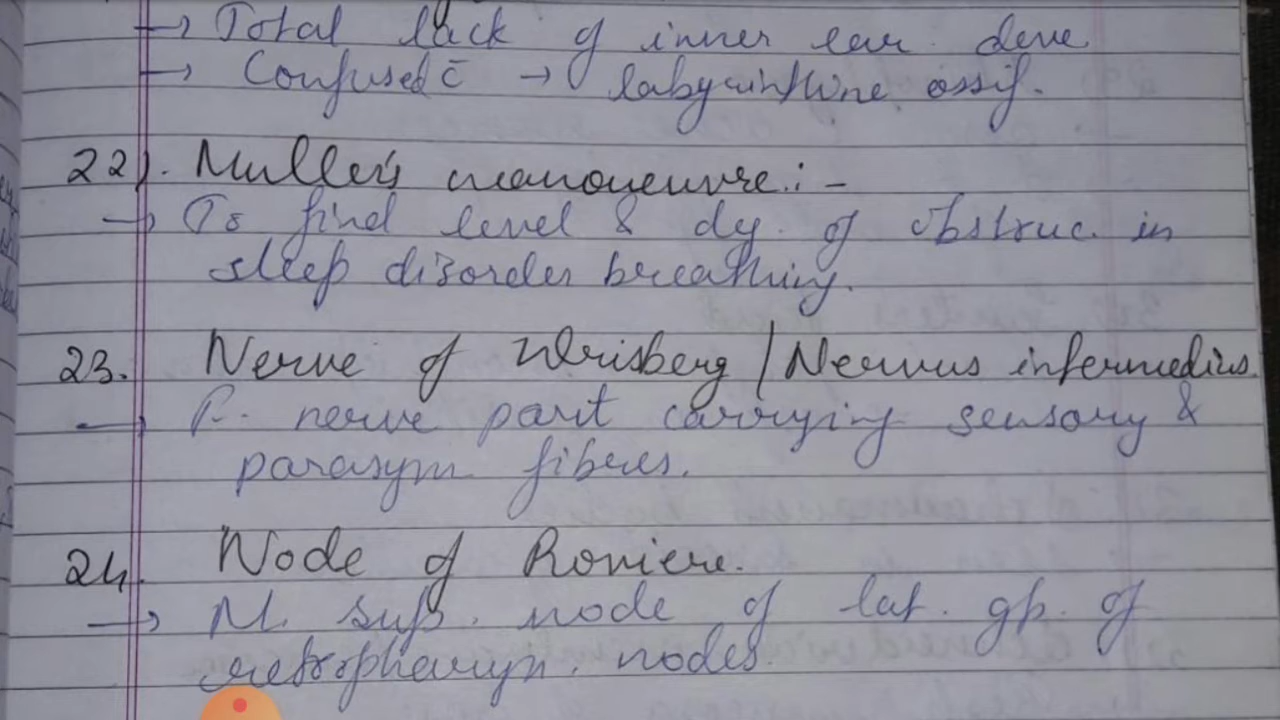 → Total lack of inner ear deve
→ Confused c̄ → labyrinthine ossif.
22). Muller's manoeuvre : -
→ To find level & dg. of obstruc. in
sleep disorder breathing.
23. Nerve of Wrisberg / Nervus intermedius.
→ F. nerve part carrying sensory &
parasym fibres.
24. Node of Roniere.
→ M. sup. node of lat. gp. of
retropharyn. nodes.